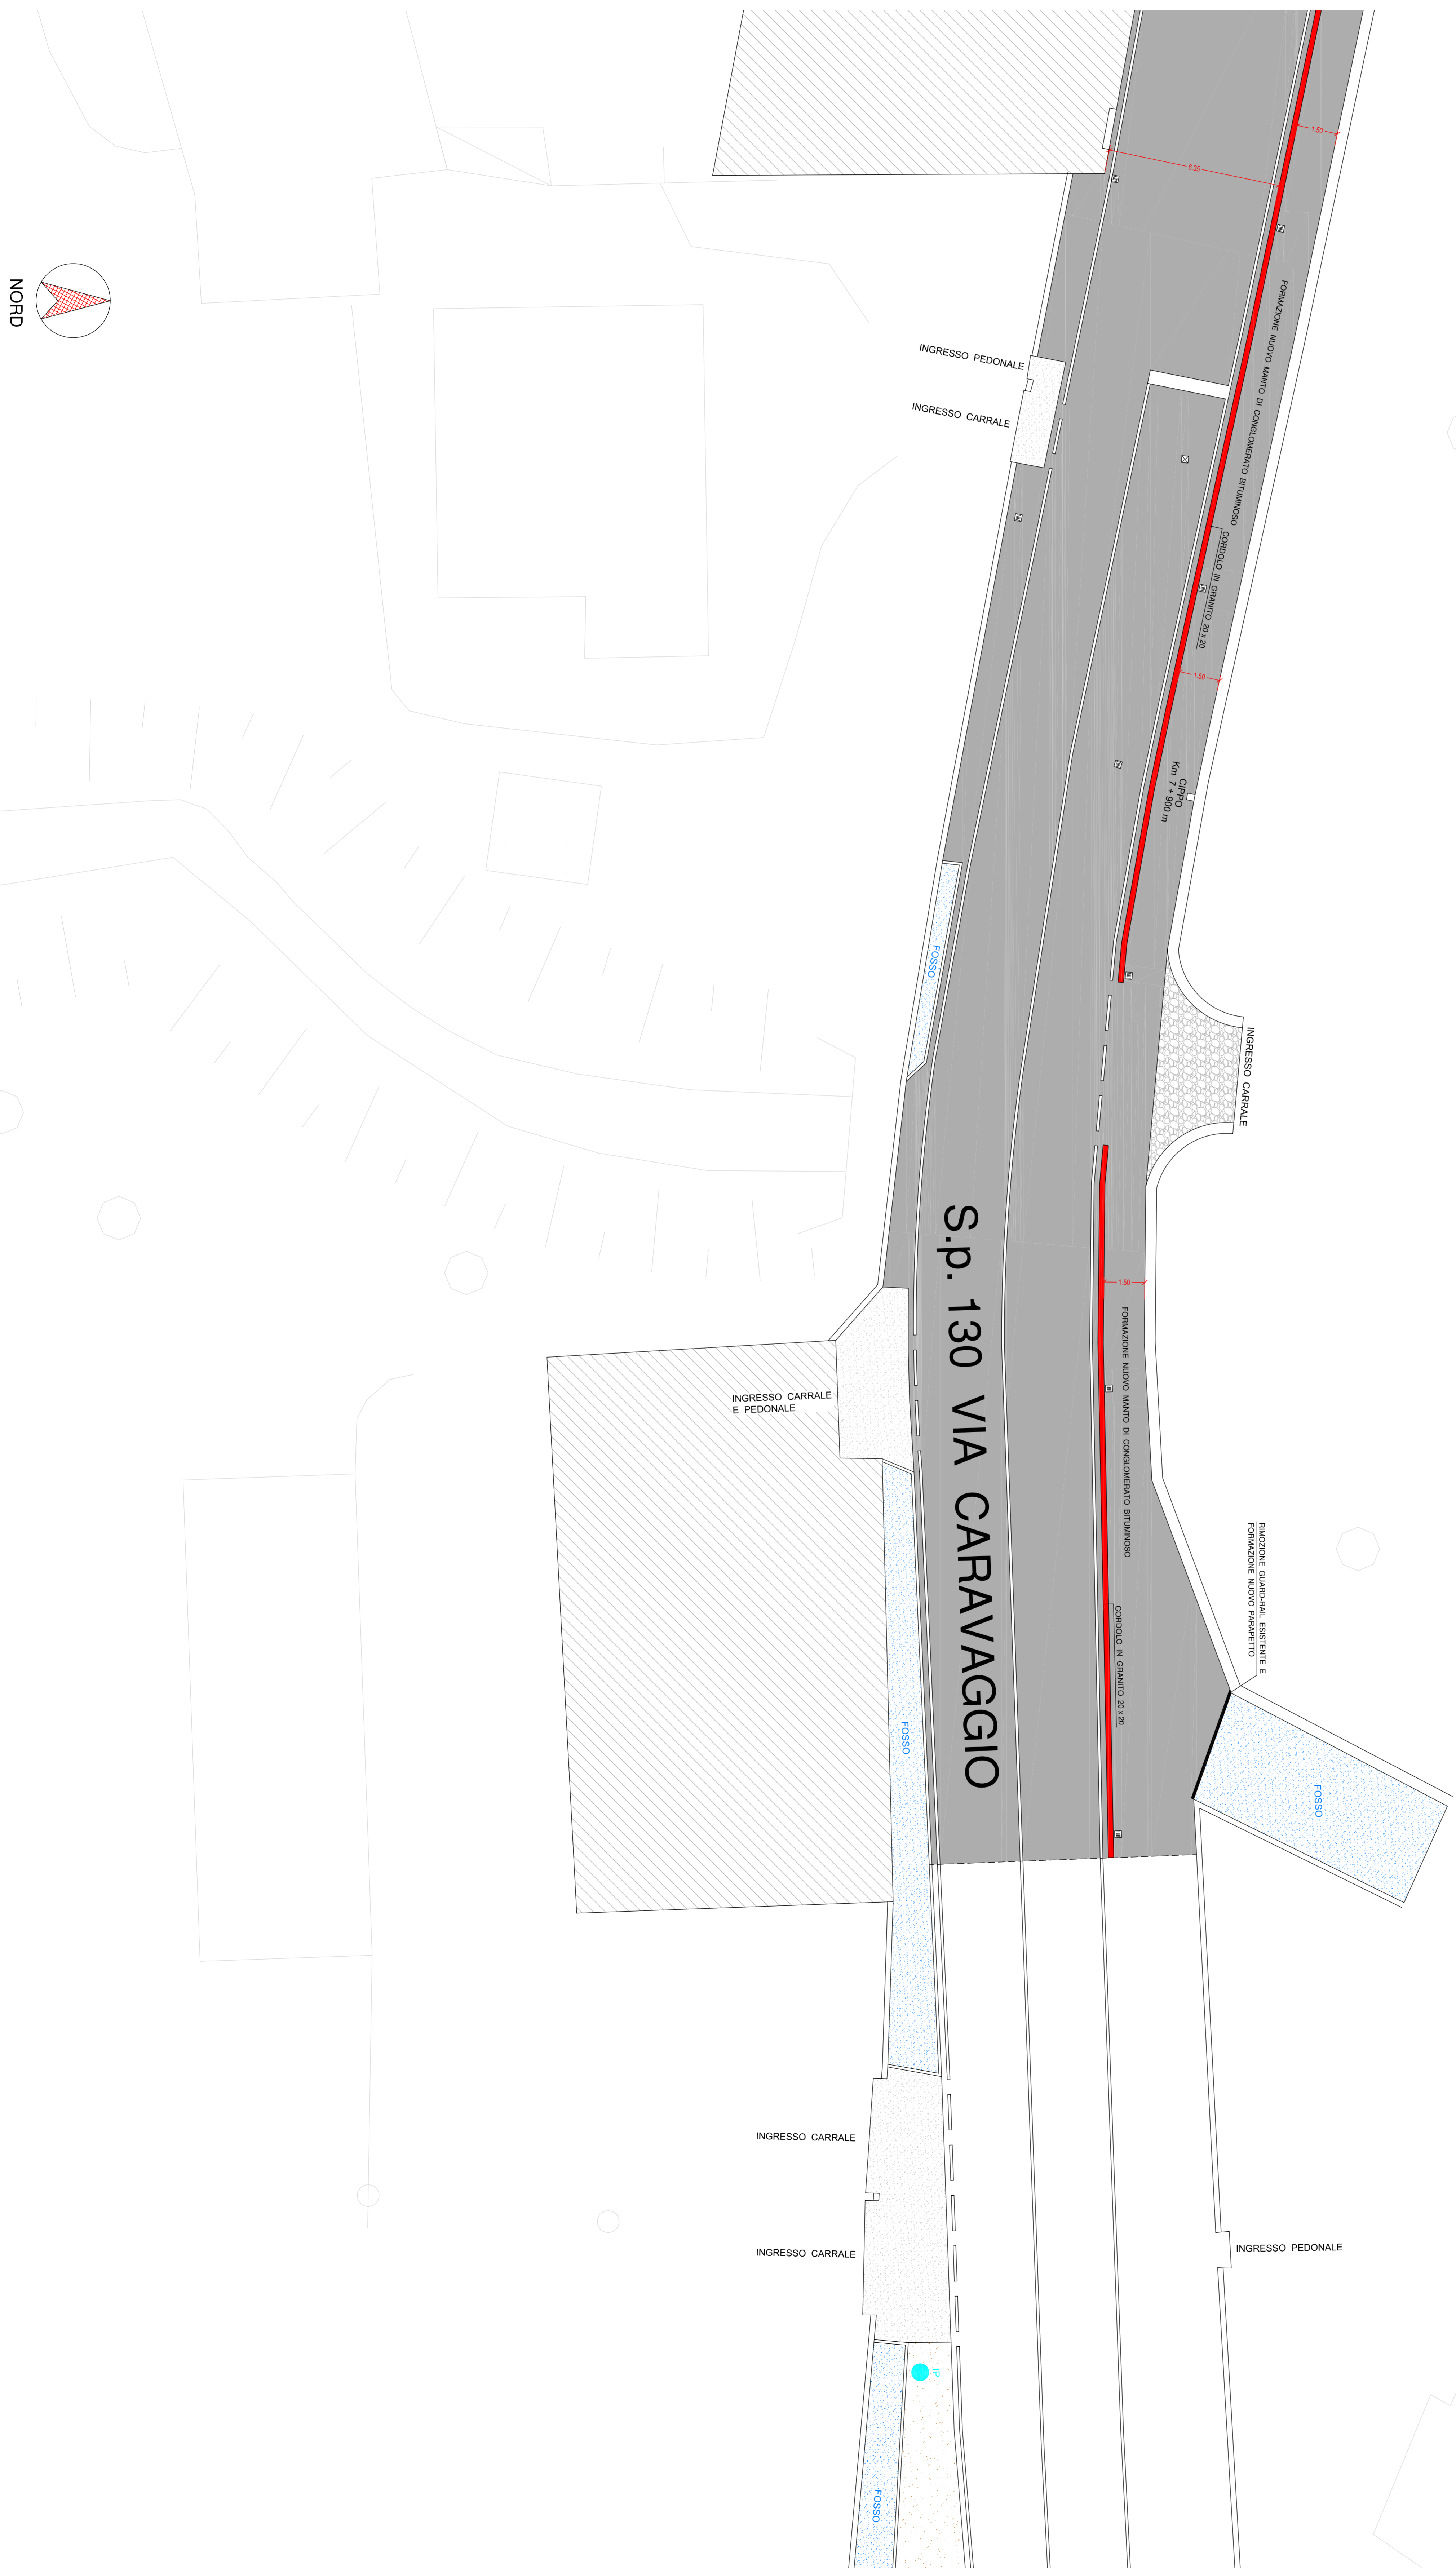 1.50
6.35
NORD
FORMAZIONE NUOVO MANTO DI CONGLOMERATO BITUMINOSO
INGRESSO PEDONALE
INGRESSO CARRALE
CORDOLO IN GRANITO 20 x 20
1.50
CIPPO
Km 7 + 900 m
FOSSO
INGRESSO CARRALE
S.p. 130 VIA CARAVAGGIO
1.50
FORMAZIONE NUOVO MANTO DI CONGLOMERATO BITUMINOSO
INGRESSO CARRALE
E PEDONALE
RIMOZIONE GUARD-RAIL ESISTENTE E
FORMAZIONE NUOVO PARAPETTO
CORDOLO IN GRANITO 20 x 20
FOSSO
FOSSO
INGRESSO CARRALE
INGRESSO CARRALE
INGRESSO PEDONALE
IP
FOSSO